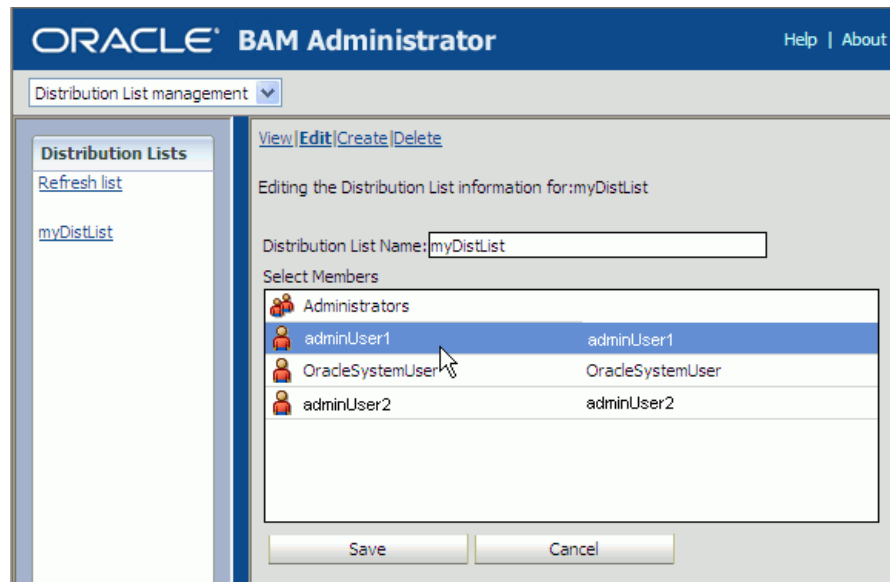 ORACLE® BAM Administrator Help | About
Distribution List management
Distribution Lists
Refresh list
myDistList
View|Edit|Create|Delete
Editing the Distribution List information for:myDistList
Distribution List Name: myDistList
Select Members
Administrators
adminUser1 adminUser1
OracleSystemUser OracleSystemUser
adminUser2 adminUser2
Save Cancel